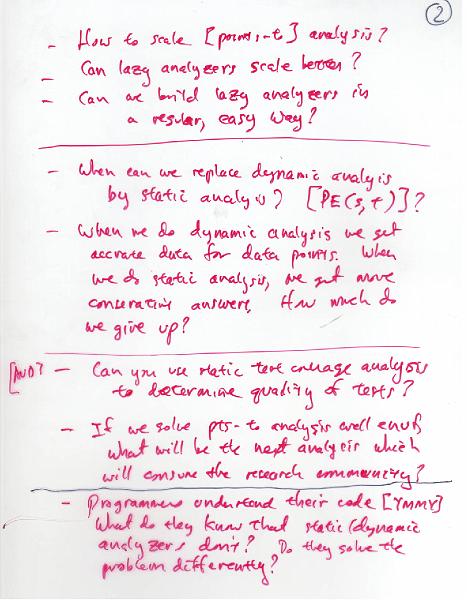 2
- How to scale [points-t] analysis?
- Can lazy analyzers scale better?
- Can we build lazy analyzers in
a regular, easy way?
- When can we replace dynamic analysis
by static analysis? [PE(s,t)]?
- When we do dynamic analysis we get
accurate data for data points. When
we do static analysis, we get more
conservative answers. How much do
we give up?
[AND? - Can you use static test coverage analysis
to determine quality of tests?
- If we solve pts-to analysis well enuf
what will be the next analysis which
will consume the research community?
- Programmers understand their code [YMMV]
What do they know that static/dynamic
analyzers don't? Do they solve the
problem differently?